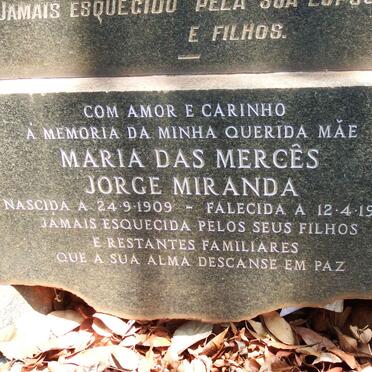 JAMAIS ESQUECIDO PELA SUA
E FILHOS.
COM AMOR E CARINHO
À MEMORIA DA MINHA QUERIDA MÃE
MARIA DAS MERCÊS
JORGE MIRANDA
NASCIDA A 24-9-1909 - FALECIDA A 12-4-19
JAMAIS ESQUECIDA PELOS SEUS FILHOS
E RESTANTES FAMILIARES
QUE A SUA ALMA DESCANSE EM PAZ